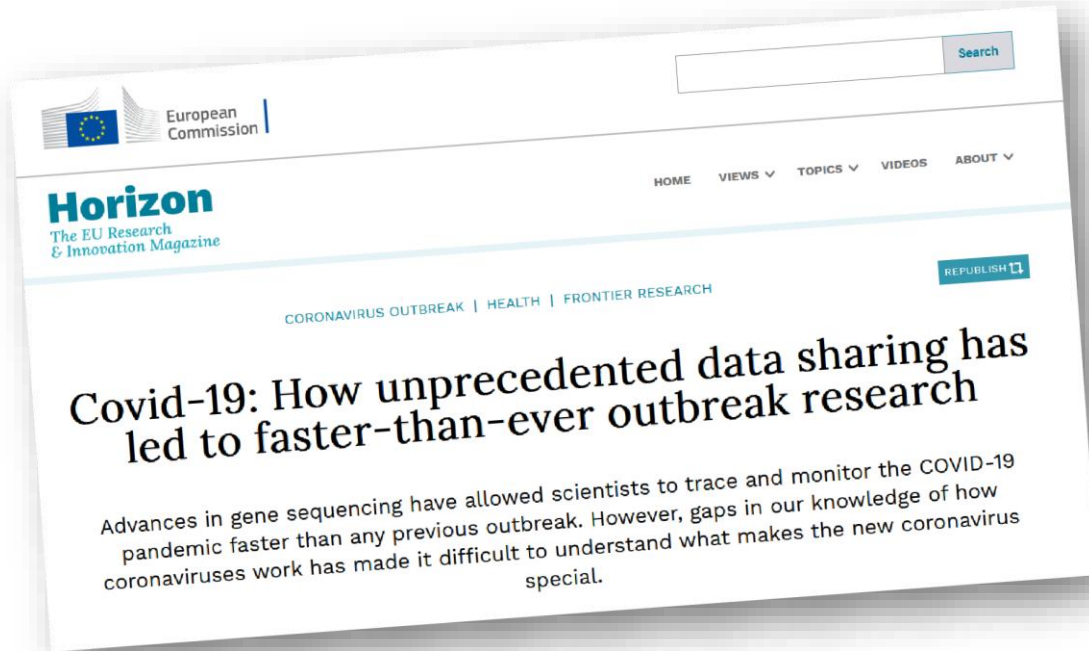 Search
European
Commission
Horizon
The EU Research
& Innovation Magazine
HOME VIEWS TOPICS VIDEOS ABOUT
REPUBLISH
CORONAVIRUS OUTBREAK | HEALTH | FRONTIER RESEARCH
Covid-19: How unprecedented data sharing has
led to faster-than-ever outbreak research
Advances in gene sequencing have allowed scientists to trace and monitor the COVID-19
pandemic faster than any previous outbreak. However, gaps in our knowledge of how
coronaviruses work has made it difficult to understand what makes the new coronavirus
special.